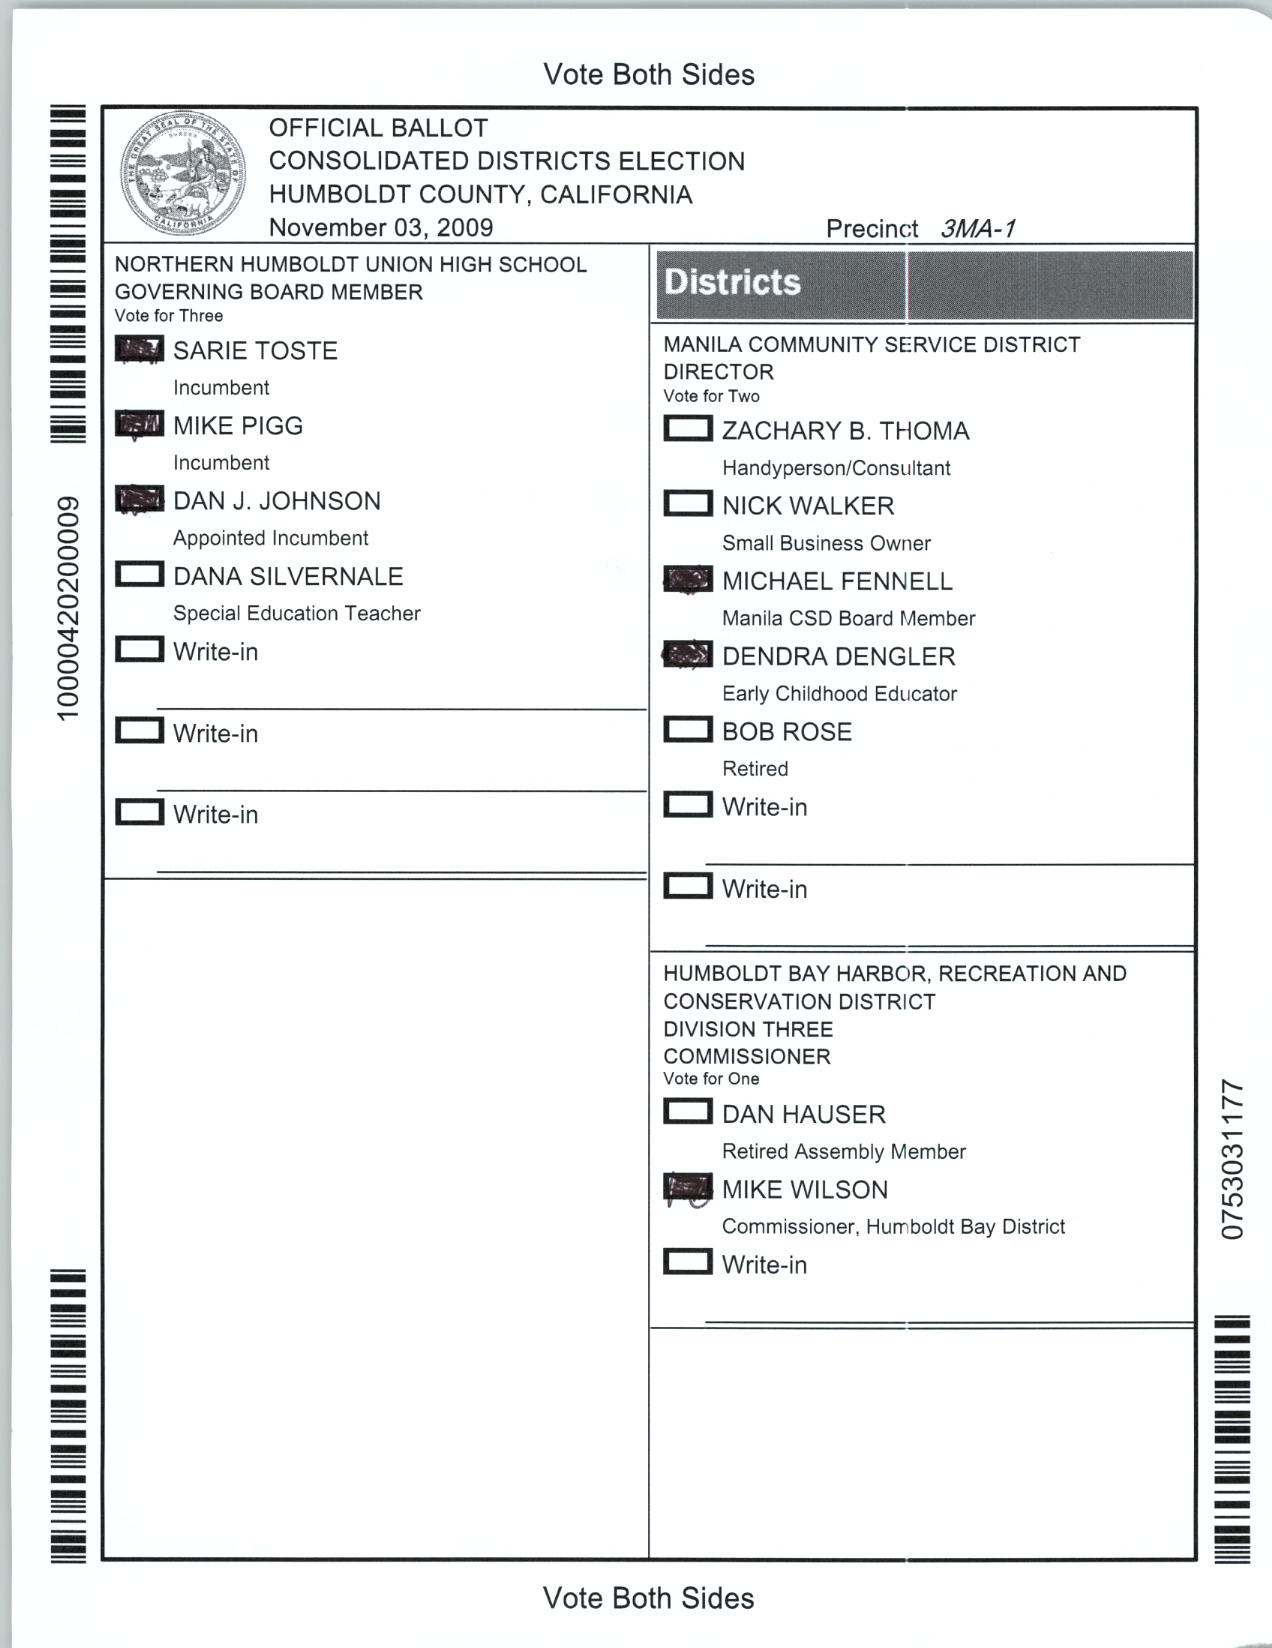 Vote Both Sides
OFFICIAL BALLOT
CONSOLIDATED DISTRICTS ELECTION
HUMBOLDT COUNTY, CALIFORNIA
November 03, 2009
Precinct 3MA-1
NORTHERN HUMBOLDT UNION HIGH SCHOOL
GOVERNING BOARD MEMBER
Vote for Three
SARIE TOSTE
Incumbent
MIKE PIGG
Incumbent
DAN J. JOHNSON
Appointed Incumbent
DANA SILVERNALE
Special Education Teacher
Write-in
Write-in
Write-in
Districts
MANILA COMMUNITY SERVICE DISTRICT
DIRECTOR
Vote for Two
ZACHARY B. THOMA
Handyperson/Consultant
NICK WALKER
Small Business Owner
MICHAEL FENNELL
Manila CSD Board Member
DENDRA DENGLER
Early Childhood Educator
BOB ROSE
Retired
Write-in
Write-in
HUMBOLDT BAY HARBOR, RECREATION AND
CONSERVATION DISTRICT
DIVISION THREE
COMMISSIONER
Vote for One
DAN HAUSER
Retired Assembly Member
MIKE WILSON
Commissioner, Humboldt Bay District
Write-in
10000420200009
0753031177
Vote Both Sides